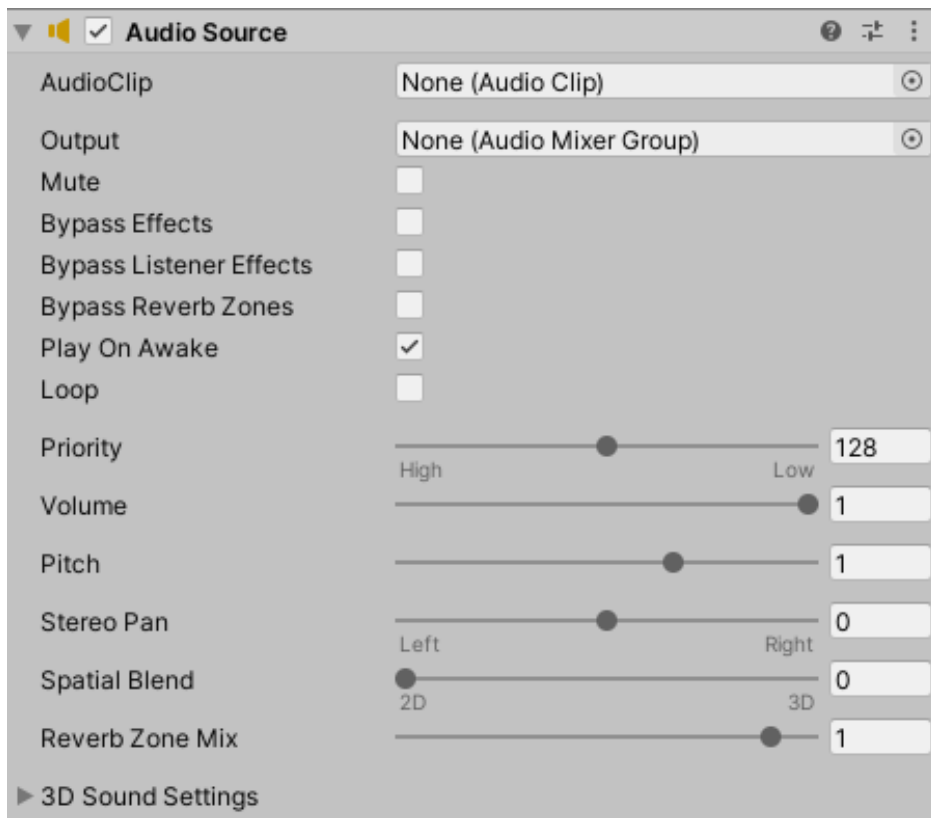 Audio Source
AudioClip None (Audio Clip)
Output None (Audio Mixer Group)
Mute
Bypass Effects
Bypass Listener Effects
Bypass Reverb Zones
Play On Awake
Loop
Priority 128
High Low
Volume 1
Pitch 1
Stereo Pan 0
Left Right
Spatial Blend 0
2D 3D
Reverb Zone Mix 1
3D Sound Settings